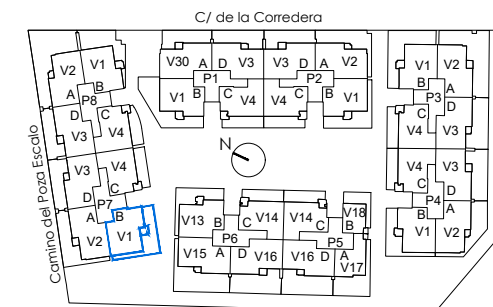 C/ de la Corredera
V30 A D V3 V3 D A V2
P1 P2
V1 B C V4 V4 C B V1
V2 V1
A B
P8
D C
V3 V4
V1 V2
B A
P3
C D
V4 V3
N
Camino del Poza Escalo
V3 V4
D C
P7
A B
V2 V1
V4 V3
C D
P4
B A
V1 V2
V13 B C V14 V14 C B V18
P6 P5
V15 A D V16 V16 D A V17